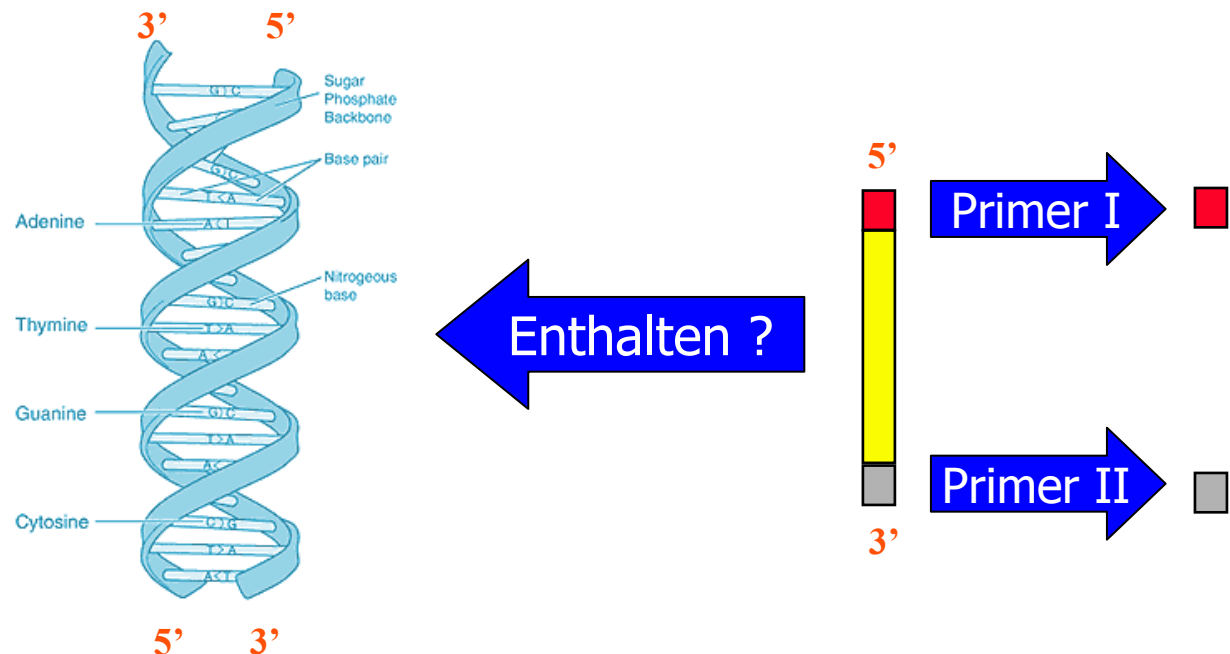 3’ 5’
G C
Sugar
Phosphate
Backbone
Base pair
G C
T A
Adenine
A T
Nitrogeous
base
G C
Thymine
T A
A
Guanine
G C
T A
A
Cytosine
C G
T A
A T
5’ 3’
Enthalten ?
5’
Primer I
Primer II
3’